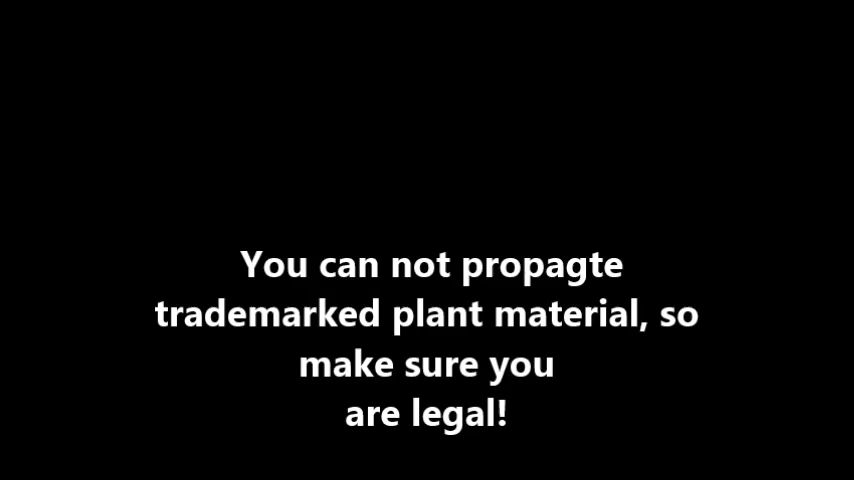 You can not propagte
trademarked plant material, so
make sure you
are legal!